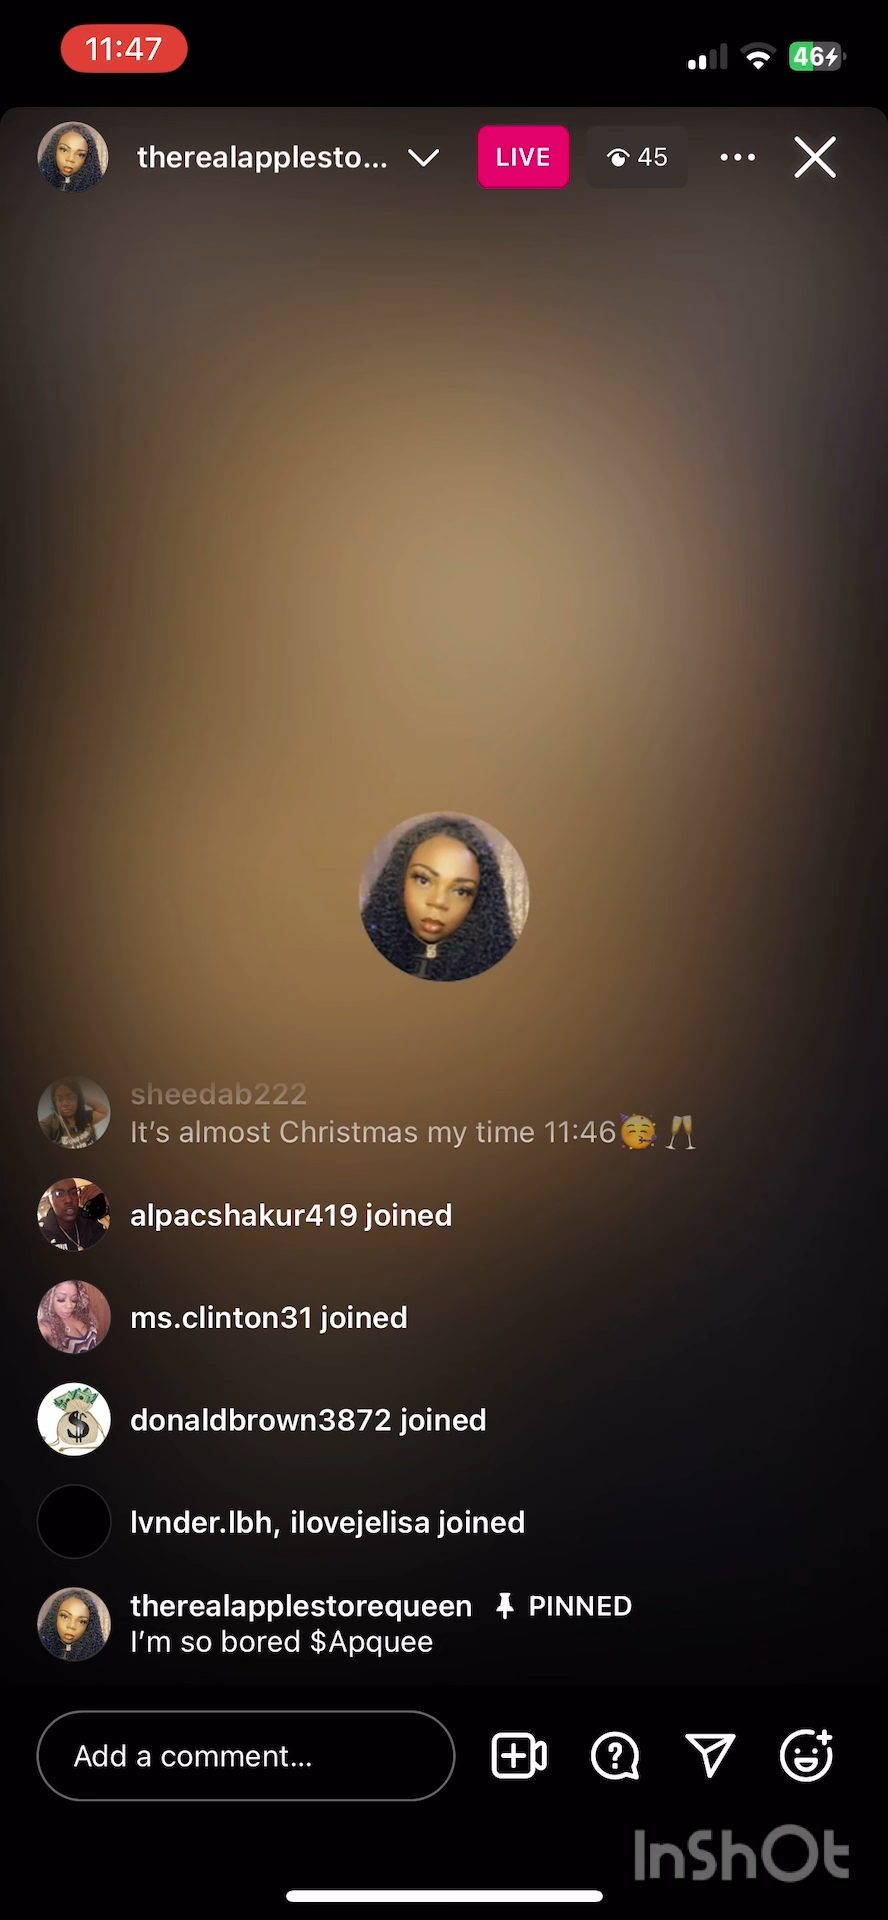 11:47
46
therealapplesto...
LIVE
45
sheedab222
It’s almost Christmas my time 11:46🥳🥂
alpacshakur419 joined
ms.clinton31 joined
donaldbrown3872 joined
lvnder.lbh, ilovejelisa joined
therealapplestorequeen PINNED
I’m so bored $Apquee
Add a comment...
InShOt